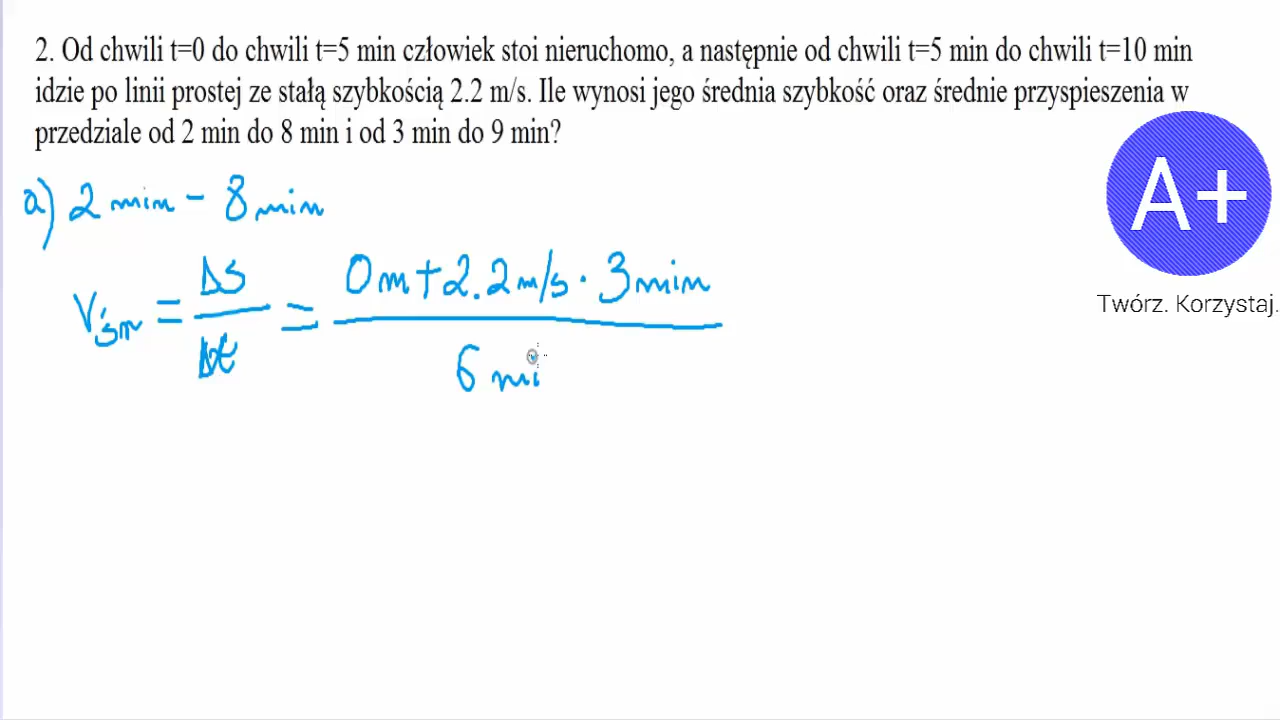 2. Od chwili t=0 do chwili t=5 min człowiek stoi nieruchomo, a następnie od chwili t=5 min do chwili t=10 min
idzie po linii prostej ze stałą szybkością 2.2 m/s. Ile wynosi jego średnia szybkość oraz średnie przyspieszenia w
przedziale od 2 min do 8 min i od 3 min do 9 min?
A+
Twórz. Korzystaj.
a) 2 min - 8 min
Vśr = ΔS / Δt = 0m+2.2m/s · 3min / 6 mi